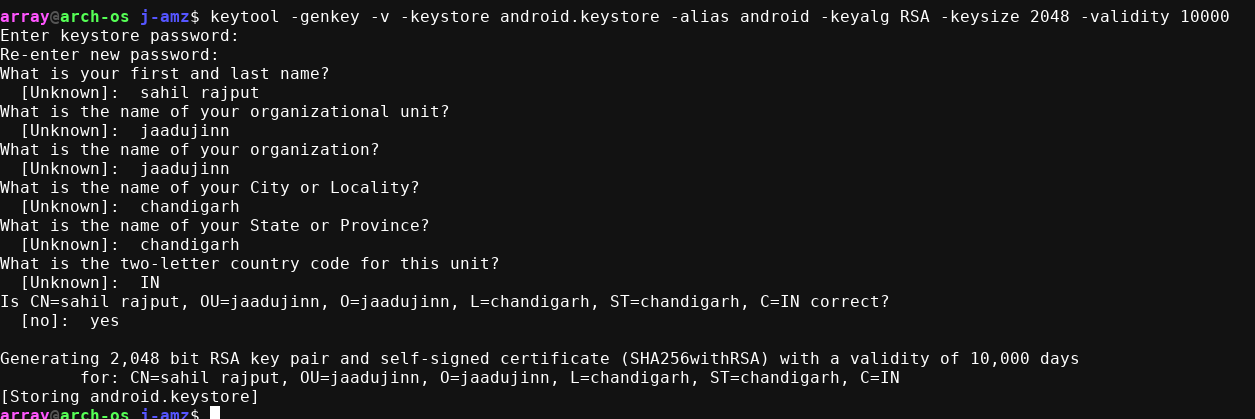 array@arch-os j-amz$ keytool -genkey -v -keystore android.keystore -alias android -keyalg RSA -keysize 2048 -validity 10000
Enter keystore password:
Re-enter new password:
What is your first and last name?
  [Unknown]:  sahil rajput
What is the name of your organizational unit?
  [Unknown]:  jaadujinn
What is the name of your organization?
  [Unknown]:  jaadujinn
What is the name of your City or Locality?
  [Unknown]:  chandigarh
What is the name of your State or Province?
  [Unknown]:  chandigarh
What is the two-letter country code for this unit?
  [Unknown]:  IN
Is CN=sahil rajput, OU=jaadujinn, O=jaadujinn, L=chandigarh, ST=chandigarh, C=IN correct?
  [no]:  yes

Generating 2,048 bit RSA key pair and self-signed certificate (SHA256withRSA) with a validity of 10,000 days
        for: CN=sahil rajput, OU=jaadujinn, O=jaadujinn, L=chandigarh, ST=chandigarh, C=IN
[Storing android.keystore]
array@arch-os j-amz$